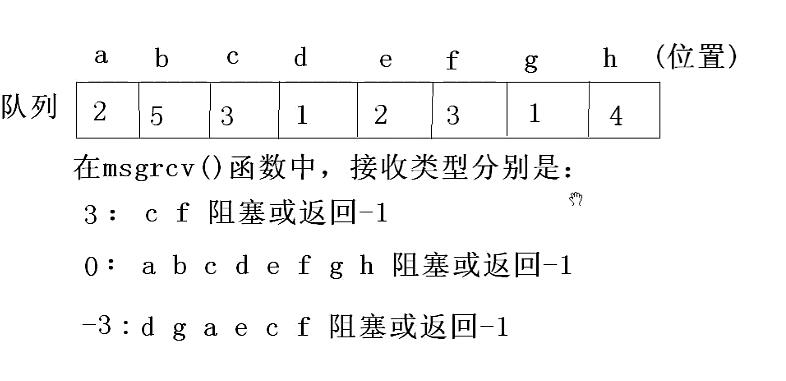 a b c d e f g h (位置)
队列 2 5 3 1 2 3 1 4
在msgrcv()函数中，接收类型分别是：
3： c f 阻塞或返回-1
0： a b c d e f g h 阻塞或返回-1
-3:d g a e c f 阻塞或返回-1